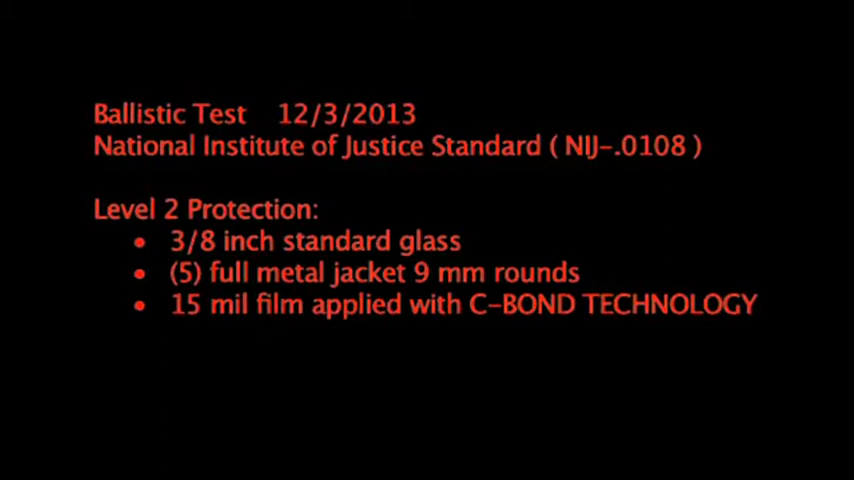 Ballistic Test 12/3/2013
National Institute of Justice Standard ( NIJ-.0108 )
Level 2 Protection:
• 3/8 inch standard glass
• (5) full metal jacket 9 mm rounds
• 15 mil film applied with C-BOND TECHNOLOGY